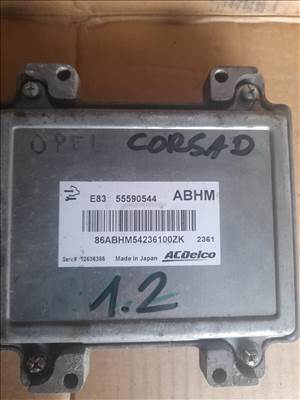 OPEL CORSA D
E83 55590544 ABHM
86ABHM54236100ZK 2361
Serv.# 12636386 Made in Japan ACDelco
1.2